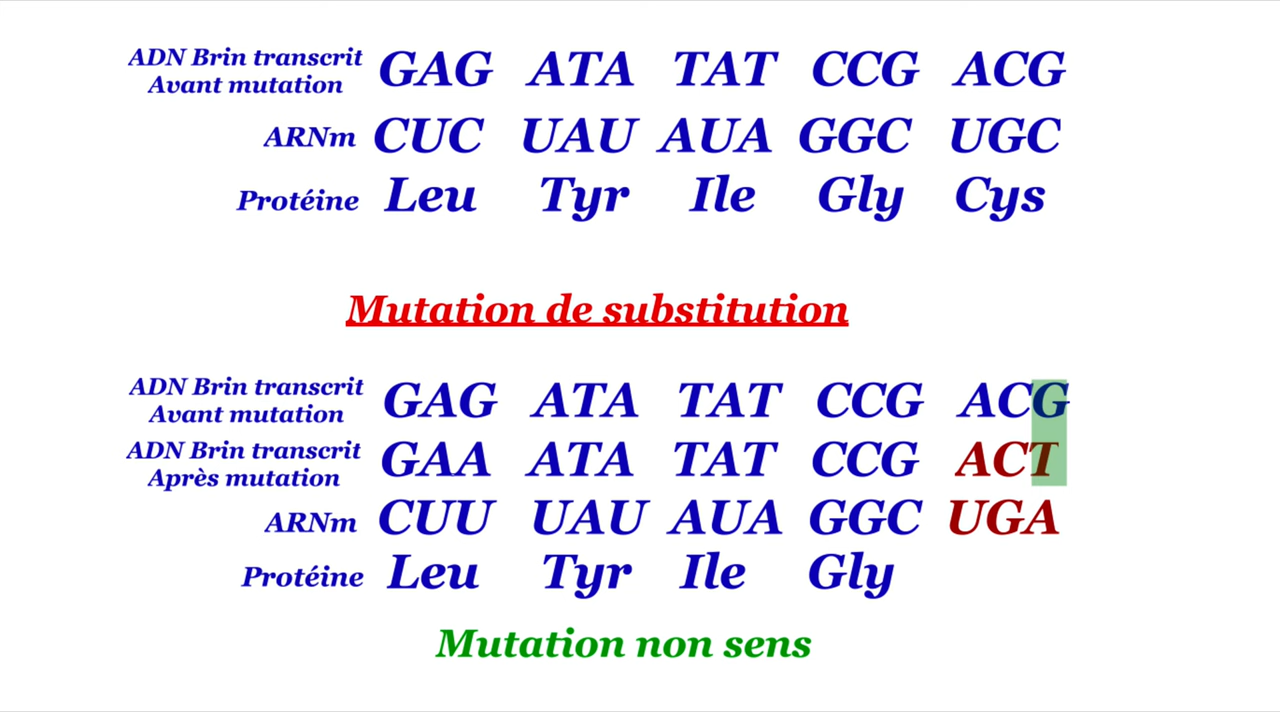 ADN Brin transcrit
Avant mutation
GAG ATA TAT CCG ACG
ARNm CUC UAU AUA GGC UGC
Protéine Leu Tyr Ile Gly Cys
Mutation de substitution
ADN Brin transcrit
Avant mutation
GAG ATA TAT CCG ACG
ADN Brin transcrit
Après mutation
GAA ATA TAT CCG ACT
ARNm CUU UAU AUA GGC UGA
Protéine Leu Tyr Ile Gly
Mutation non sens